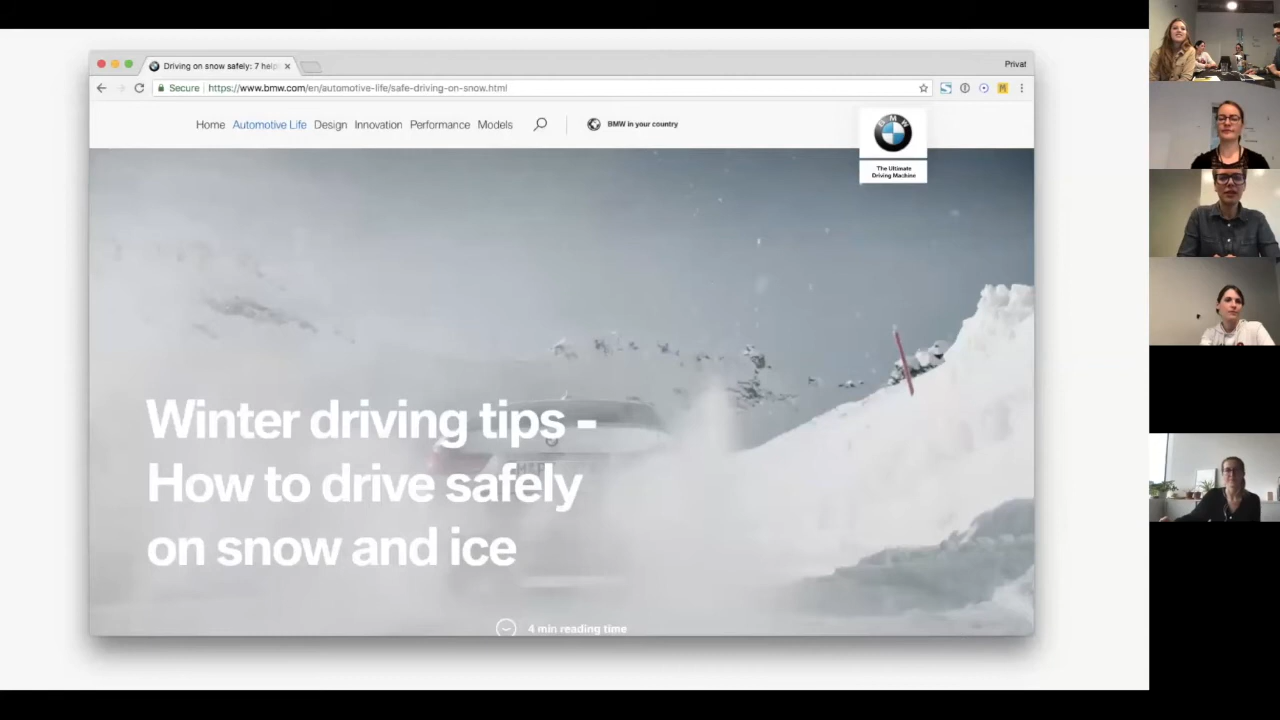 Driving on snow safely: 7 help
Privat
Secure https://www.bmw.com/en/automotive-life/safe-driving-on-snow.html
Home Automotive Life Design Innovation Performance Models BMW in your country
BMW
The Ultimate
Driving Machine
Winter driving tips -
How to drive safely
on snow and ice
4 min reading time